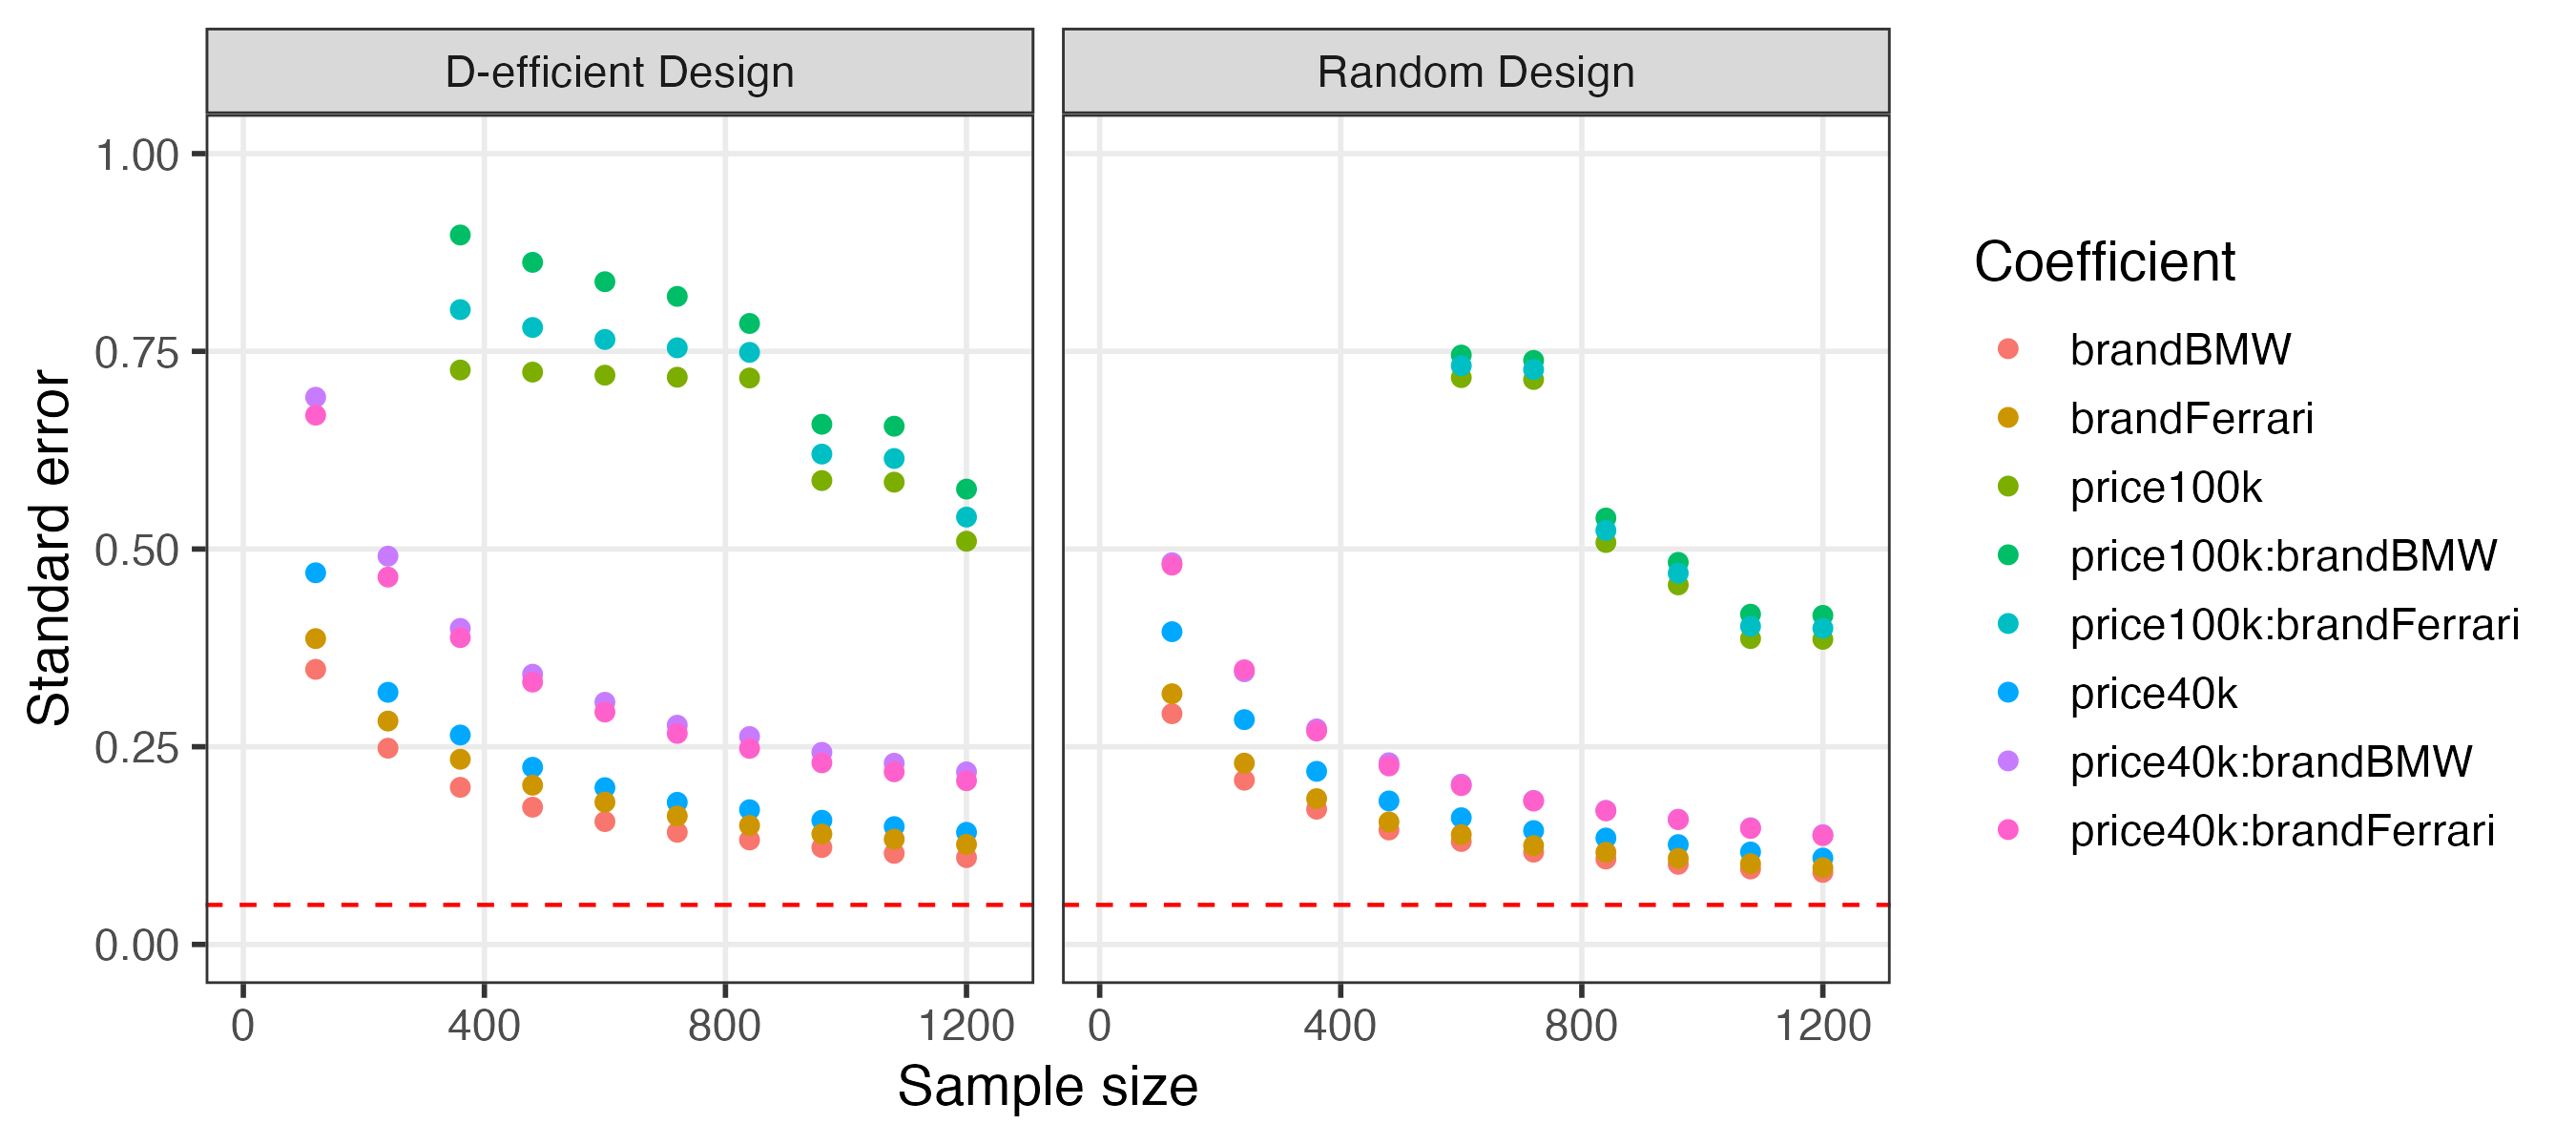 D-efficient Design
Random Design
1.00
0.75
0.50
0.25
0.00
Standard error
0
400
800
1200
0
400
800
1200
Sample size
Coefficient
brandBMW
brandFerrari
price100k
price100k:brandBMW
price100k:brandFerrari
price40k
price40k:brandBMW
price40k:brandFerrari